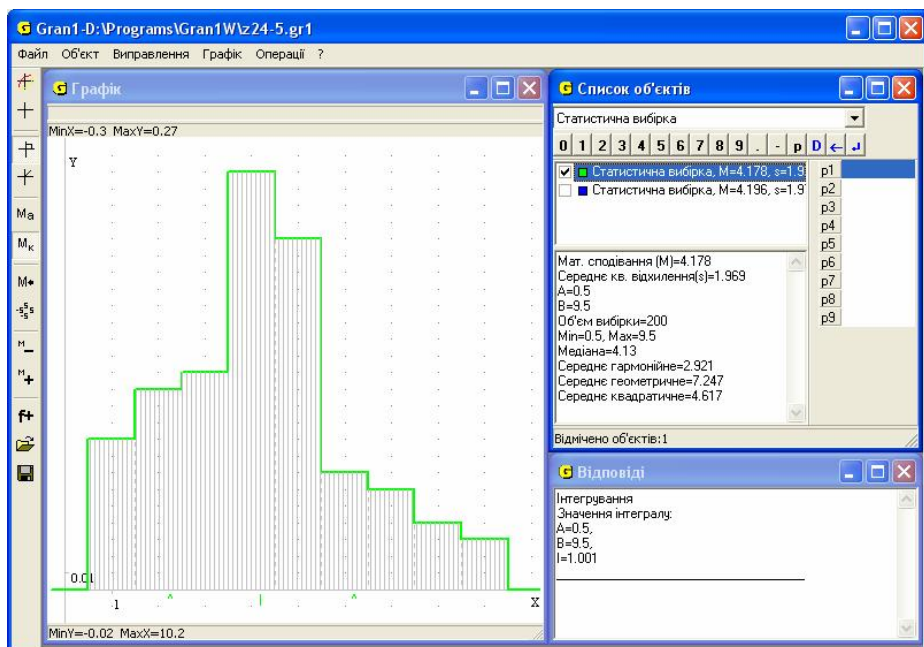 Gran1-D:\Programs\Gran1W\z24-5.gr1
Файл Об'єкт Виправлення Графік Операції ?
Графік
MinX=-0.3 MaxY=0.27
Y
0.01
1
X
MinY=-0.02 MaxX=10.2
Ma
Мк
M
-sss
M
M+
f+
Список об'єктів
Статистична вибірка
0 1 2 3 4 5 6 7 8 9 . - p D
Статистична вибірка, M=4.178, s=1.9
Статистична вибірка, M=4.196, s=1.9
p1
p2
p3
p4
p5
p6
p7
p8
p9
Мат. сподівання (M)=4.178
Середнє кв. відхилення(s)=1.969
A=0.5
B=9.5
Об'єм вибірки=200
Min=0.5, Max=9.5
Медіана=4.13
Середнє гармонійне=2.921
Середнє геометричне=7.247
Середнє квадратичне=4.617
Відмічено об'єктів:1
Відповіді
Інтегрування
Значення інтегралу:
A=0.5,
B=9.5,
I=1.001